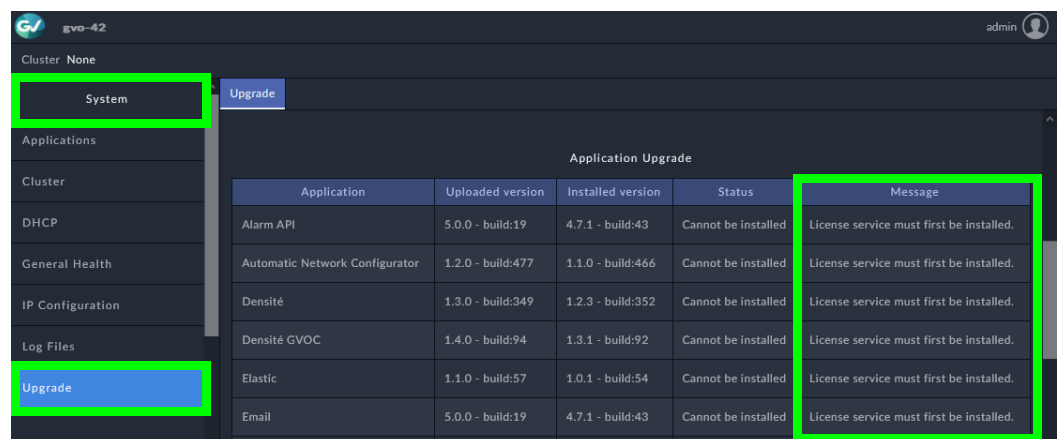 GV gvo-42 admin
Cluster None
System
Applications
Cluster
DHCP
General Health
IP Configuration
Log Files
Upgrade
Upgrade
Application Upgrade
Application Uploaded version Installed version Status Message
Alarm API 5.0.0 - build:19 4.7.1 - build:43 Cannot be installed License service must first be installed.
Automatic Network Configurator 1.2.0 - build:477 1.1.0 - build:466 Cannot be installed License service must first be installed.
Densité 1.3.0 - build:349 1.2.3 - build:352 Cannot be installed License service must first be installed.
Densité GVOC 1.4.0 - build:94 1.3.1 - build:92 Cannot be installed License service must first be installed.
Elastic 1.1.0 - build:57 1.0.1 - build:54 Cannot be installed License service must first be installed.
Email 5.0.0 - build:19 4.7.1 - build:43 Cannot be installed License service must first be installed.